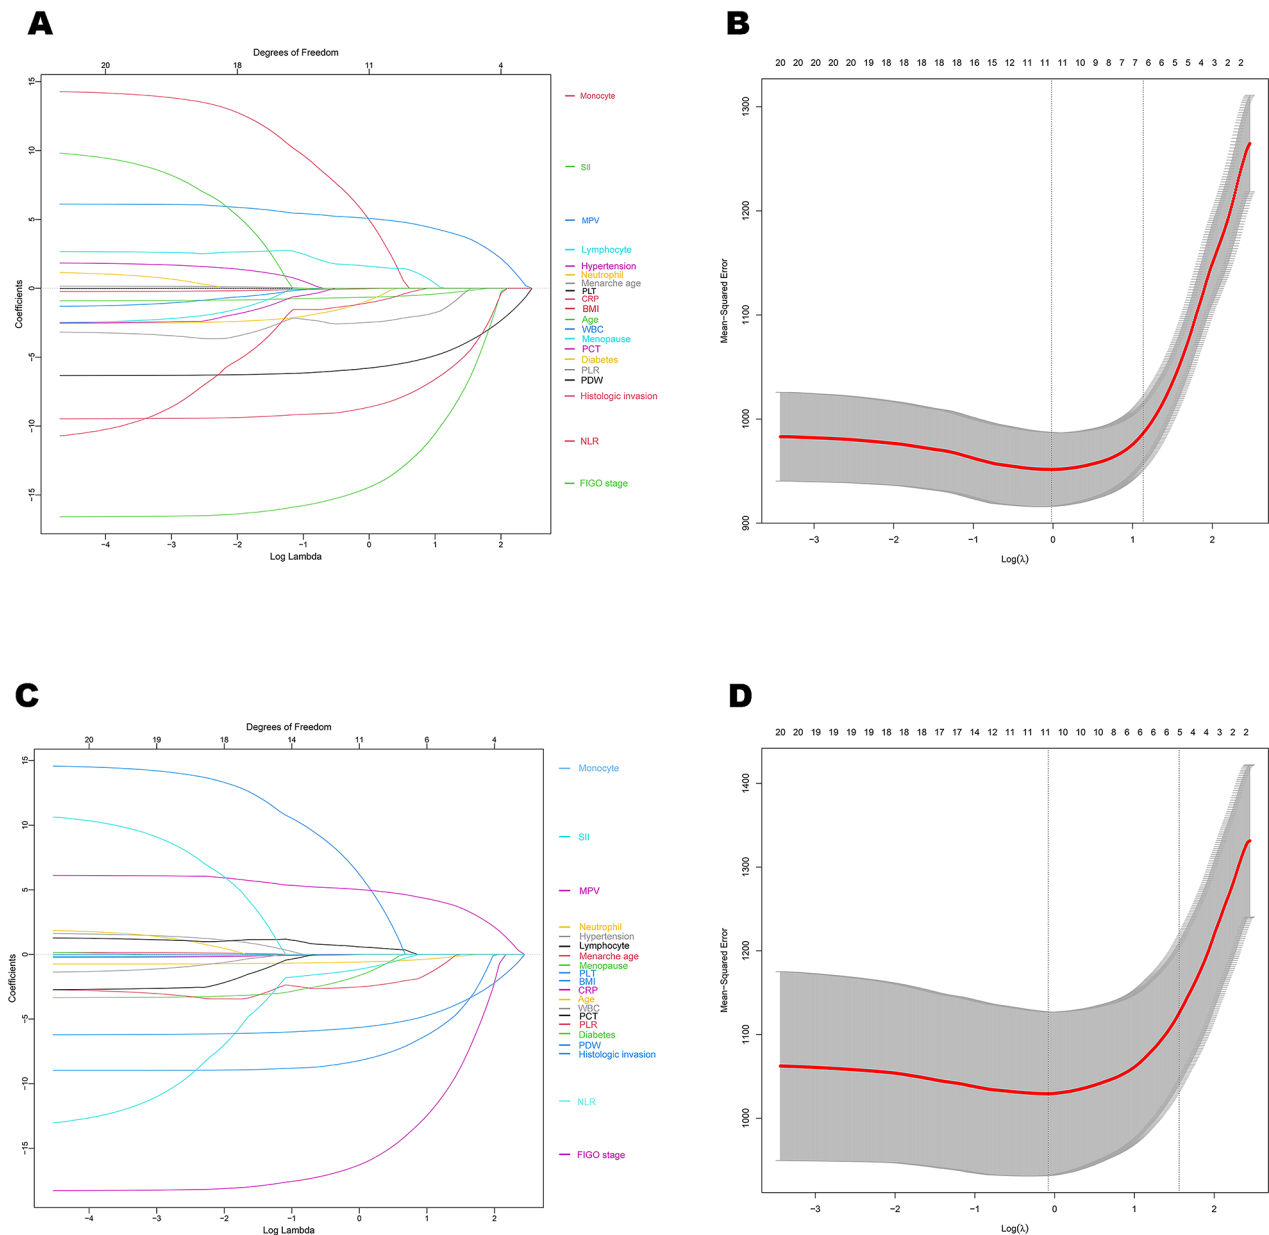 A
Degrees of Freedom
20 18 11 4
15
10
5
0
−5
−10
−15
Coefficients
−4 −3 −2 −1 0 1 2
Log Lambda
Monocyte
SII
MPV
Lymphocyte
Hypertension
Neutrophil
Menarche age
PLT
CRP
BMI
Age
WBC
Menopause
PCT
Diabetes
PLR
PDW
Histologic invasion
NLR
FIGO stage
B
20 20 20 20 20 19 18 18 18 18 18 16 15 12 11 11 11 11 10 9 8 7 7 6 6 5 5 4 3 2 2
1300
1200
1100
1000
900
Mean−Squared Error
−3 −2 −1 0 1 2
Log(λ)
C
Degrees of Freedom
20 19 18 14 11 6 4
15
10
5
0
−5
−10
−15
Coefficients
−4 −3 −2 −1 0 1 2
Log Lambda
Monocyte
SII
MPV
Neutrophil
Hypertension
Lymphocyte
Menarche age
Menopause
PLT
BMI
CRP
Age
WBC
PCT
PLR
Diabetes
PDW
Histologic invasion
NLR
FIGO stage
D
20 20 19 19 19 19 18 18 18 17 17 14 12 11 11 11 10 10 10 8 6 6 6 5 5 4 4 3 2 2
1400
1300
1200
1100
1000
Mean−Squared Error
−3 −2 −1 0 1 2
Log(λ)